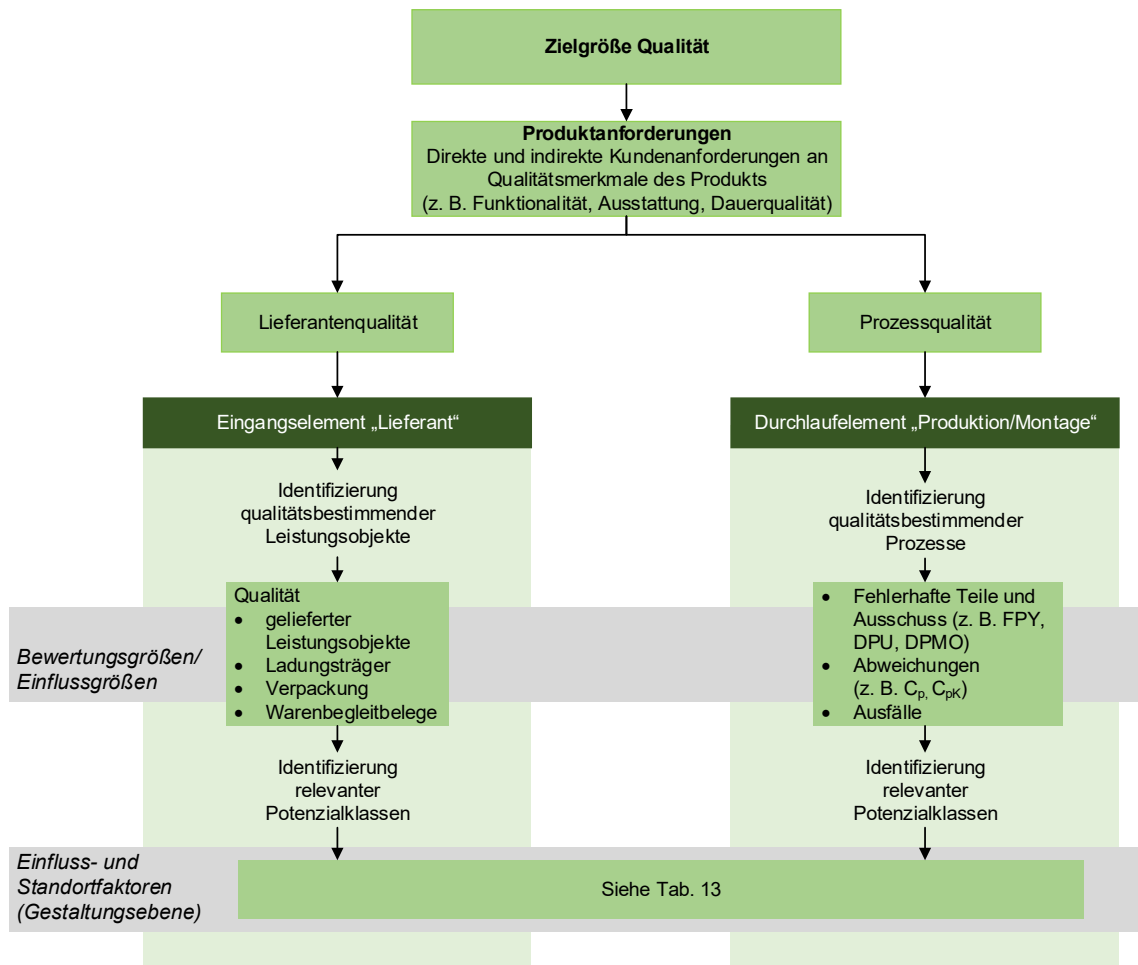 Zielgröße Qualität
Produktanforderungen
Direkte und indirekte Kundenanforderungen an
Qualitätsmerkmale des Produkts
(z. B. Funktionalität, Ausstattung, Dauerqualität)
Lieferantenqualität
Prozessqualität
Eingangselement „Lieferant“
Durchlaufelement „Produktion/Montage“
Identifizierung
qualitätsbestimmender
Leistungsobjekte
Identifizierung
qualitätsbestimmender
Prozesse
Bewertungsgrößen/
Einflussgrößen
Qualität
• gelieferter
Leistungsobjekte
• Ladungsträger
• Verpackung
• Warenbegleitbelege
• Fehlerhafte Teile und
Ausschuss (z. B. FPY,
DPU, DPMO)
• Abweichungen
(z. B. Cp, CpK)
• Ausfälle
Identifizierung
relevanter
Potenzialklassen
Identifizierung
relevanter
Potenzialklassen
Einfluss- und
Standortfaktoren
(Gestaltungsebene)
Siehe Tab. 13